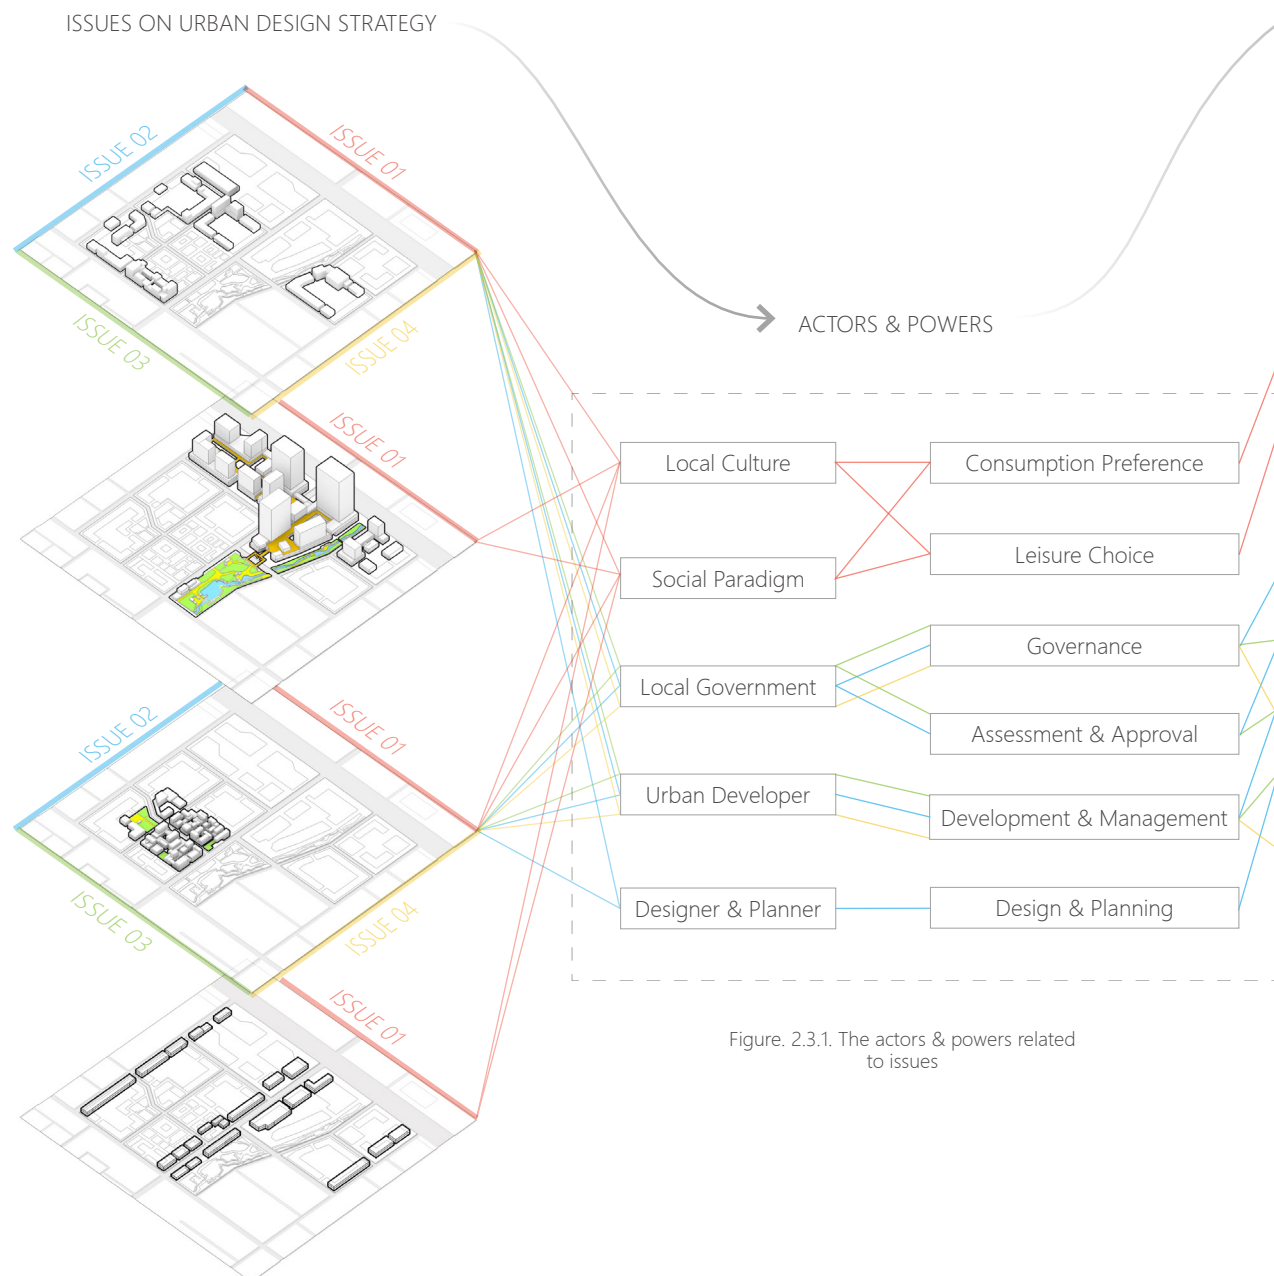 ISSUES ON URBAN DESIGN STRATEGY
ISSUE 02
ISSUE 01
ISSUE 03
ISSUE 04
ISSUE 01
ISSUE 02
ISSUE 01
ISSUE 03
ISSUE 04
ISSUE 01
ACTORS & POWERS
Local Culture
Consumption Preference
Leisure Choice
Social Paradigm
Governance
Local Government
Assessment & Approval
Urban Developer
Development & Management
Designer & Planner
Design & Planning
Figure. 2.3.1. The actors & powers related
to issues